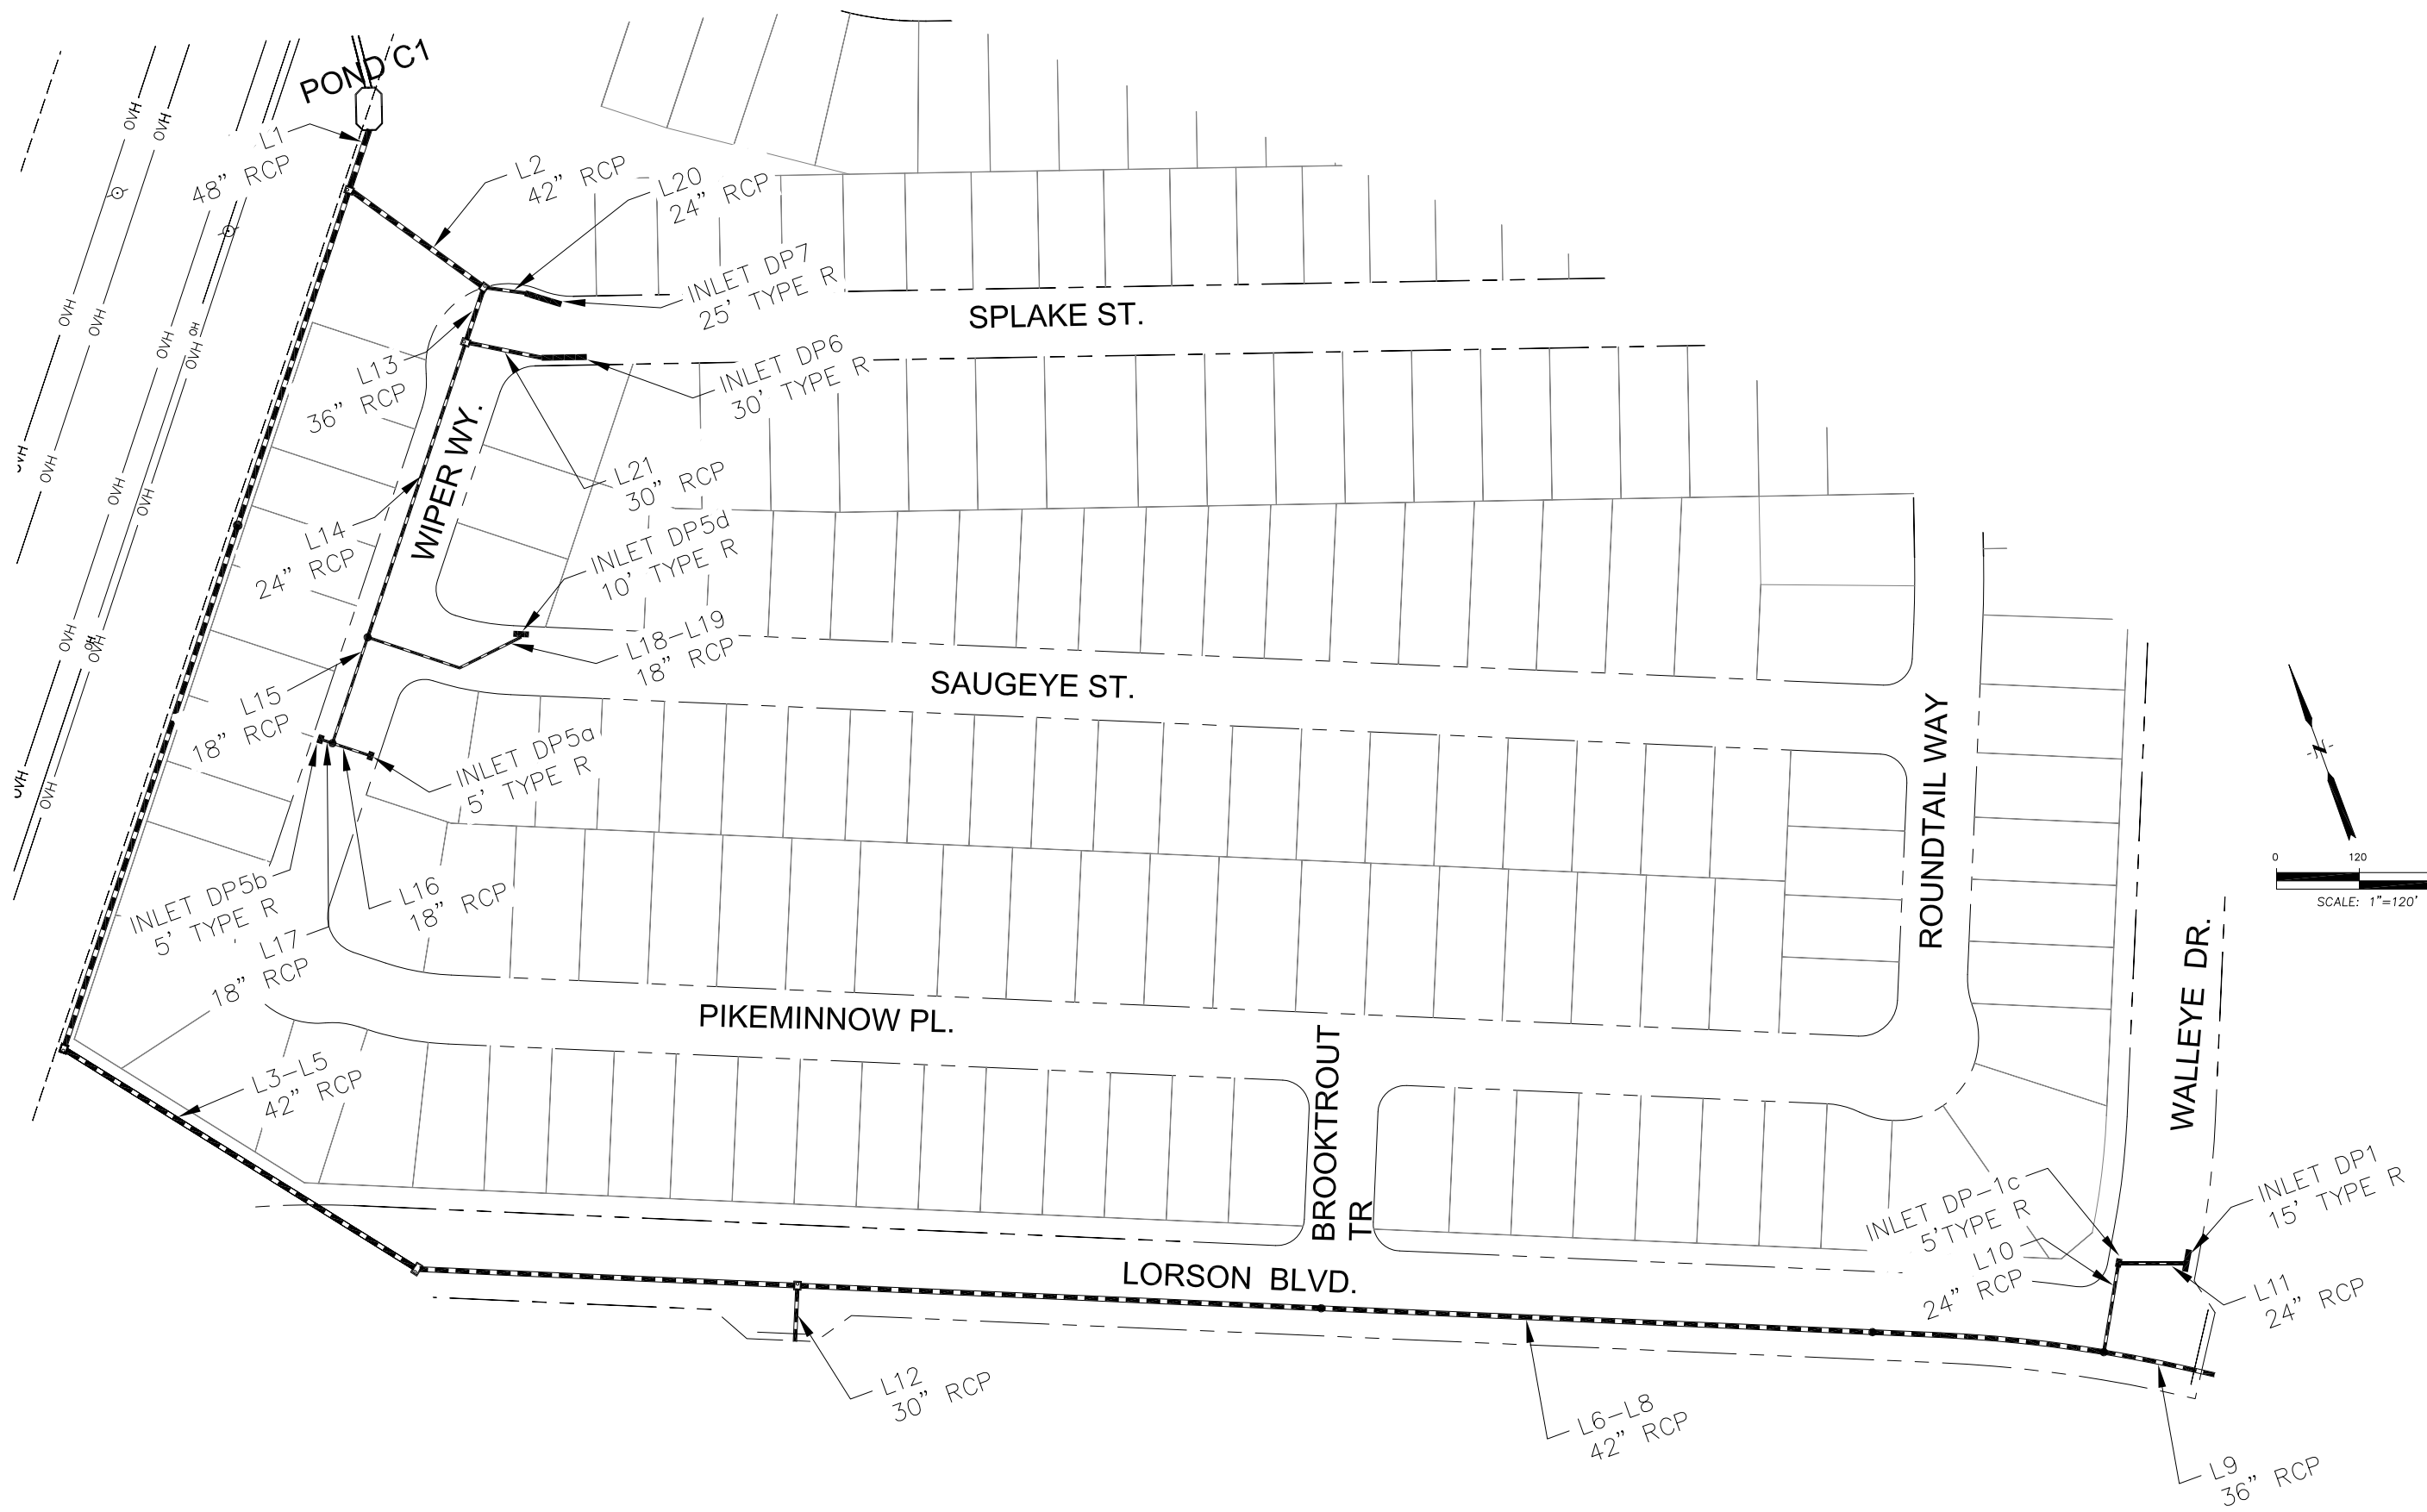 POND C1
L1
48" RCP
L2
42" RCP
L20
24" RCP
INLET DP7
25' TYPE R
SPLAKE ST.
INLET DP6
30' TYPE R
L13
36" RCP
WIPER WY.
L21
30" RCP
L14
24" RCP
INLET DP5d
10' TYPE R
L18-L19
18" RCP
SAUGEYE ST.
L15
18" RCP
INLET DP5a
5' TYPE R
INLET DP5b
5' TYPE R
L16
18" RCP
L17
18" RCP
PIKEMINNOW PL.
ROUNDTAIL WAY
WALLEYE DR.
BROOKTROUT
TR
L3-L5
42" RCP
LORSON BLVD.
INLET DP-1c
5'TYPE R
INLET DP1
15' TYPE R
L10
24" RCP
L11
24" RCP
L12
30" RCP
L6-L8
42" RCP
L9
36" RCP
N
0 120
SCALE: 1"=120'
OVH
OVH
OVH
OVH
OVH
OVH
OVH
OVH
OVH
OVH
OH
OVH
OVH
OVH
OVH
OVH
OVH
OVH